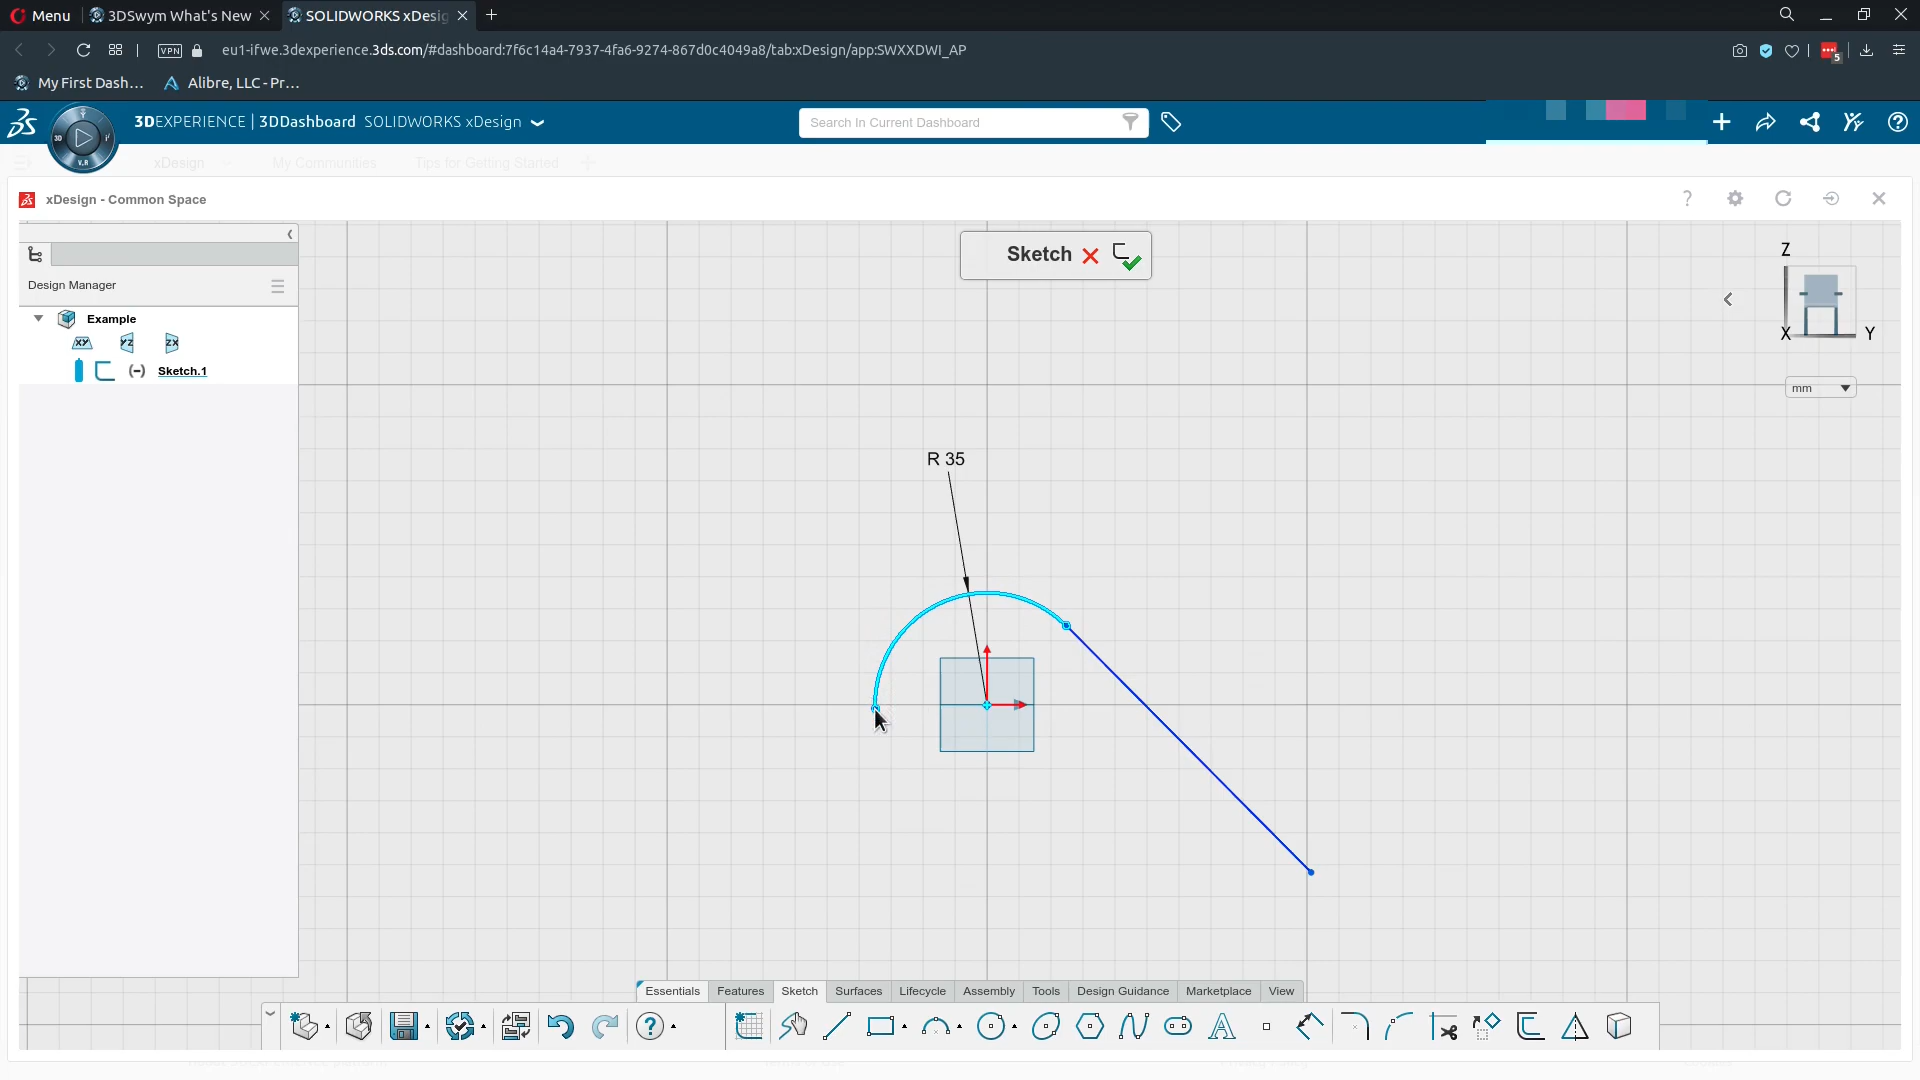 Menu
3DSwym What's New
SOLIDWORKS xDesig
VPN
eu1-ifwe.3dexperience.3ds.com/#dashboard:7f6c14a4-7937-4fa6-9274-867d0c4049a8/tab:xDesign/app:SWXXDWI_AP
5
My First Dash...
Alibre, LLC - Pr...
3D
V.R
3DEXPERIENCE | 3DDashboard SOLIDWORKS xDesign
Search In Current Dashboard
xDesign
My Communities
Tips for Getting Started
xDesign - Common Space
Sketch
Design Manager
Example
XY
YZ
ZX
(-)
Sketch.1
Z
X
Y
mm
R 35
Essentials
Features
Sketch
Surfaces
Lifecycle
Assembly
Tools
Design Guidance
Marketplace
View